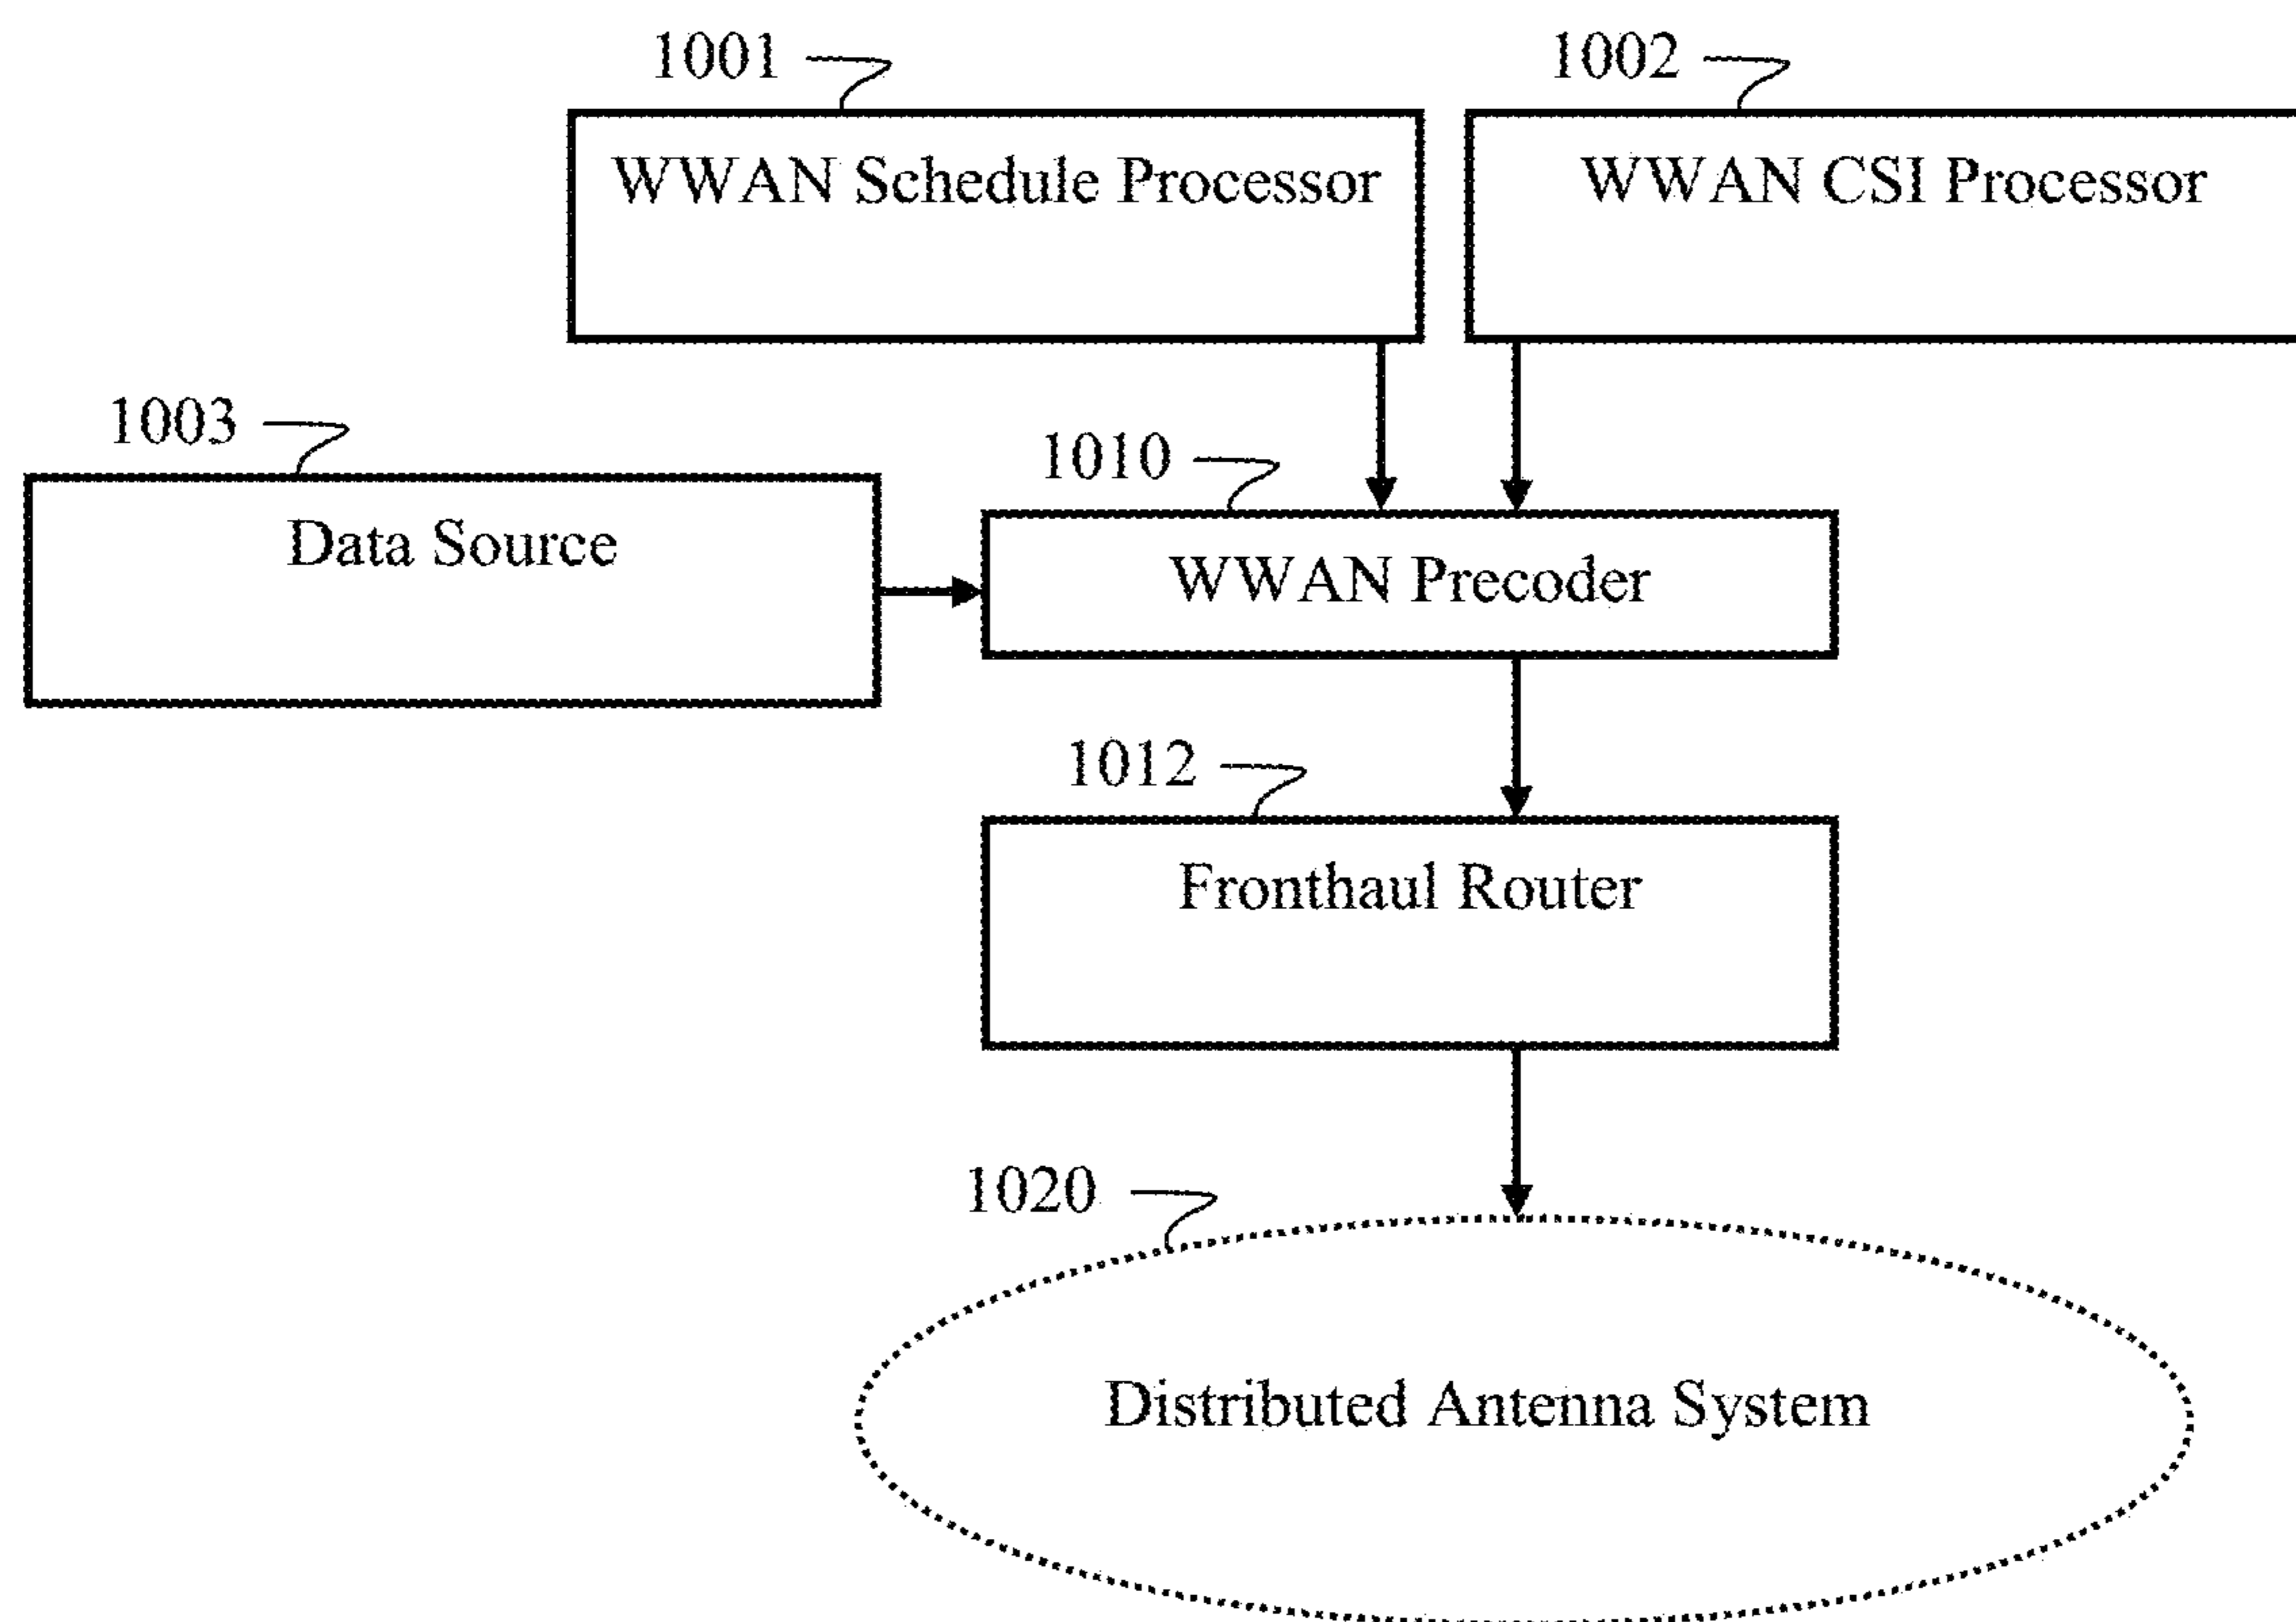 1001
1002
WWAN Schedule Processor
WWAN CSI Processor
1003
1010
Data Source
WWAN Precoder
1012
Fronthaul Router
1020
Distributed Antenna System